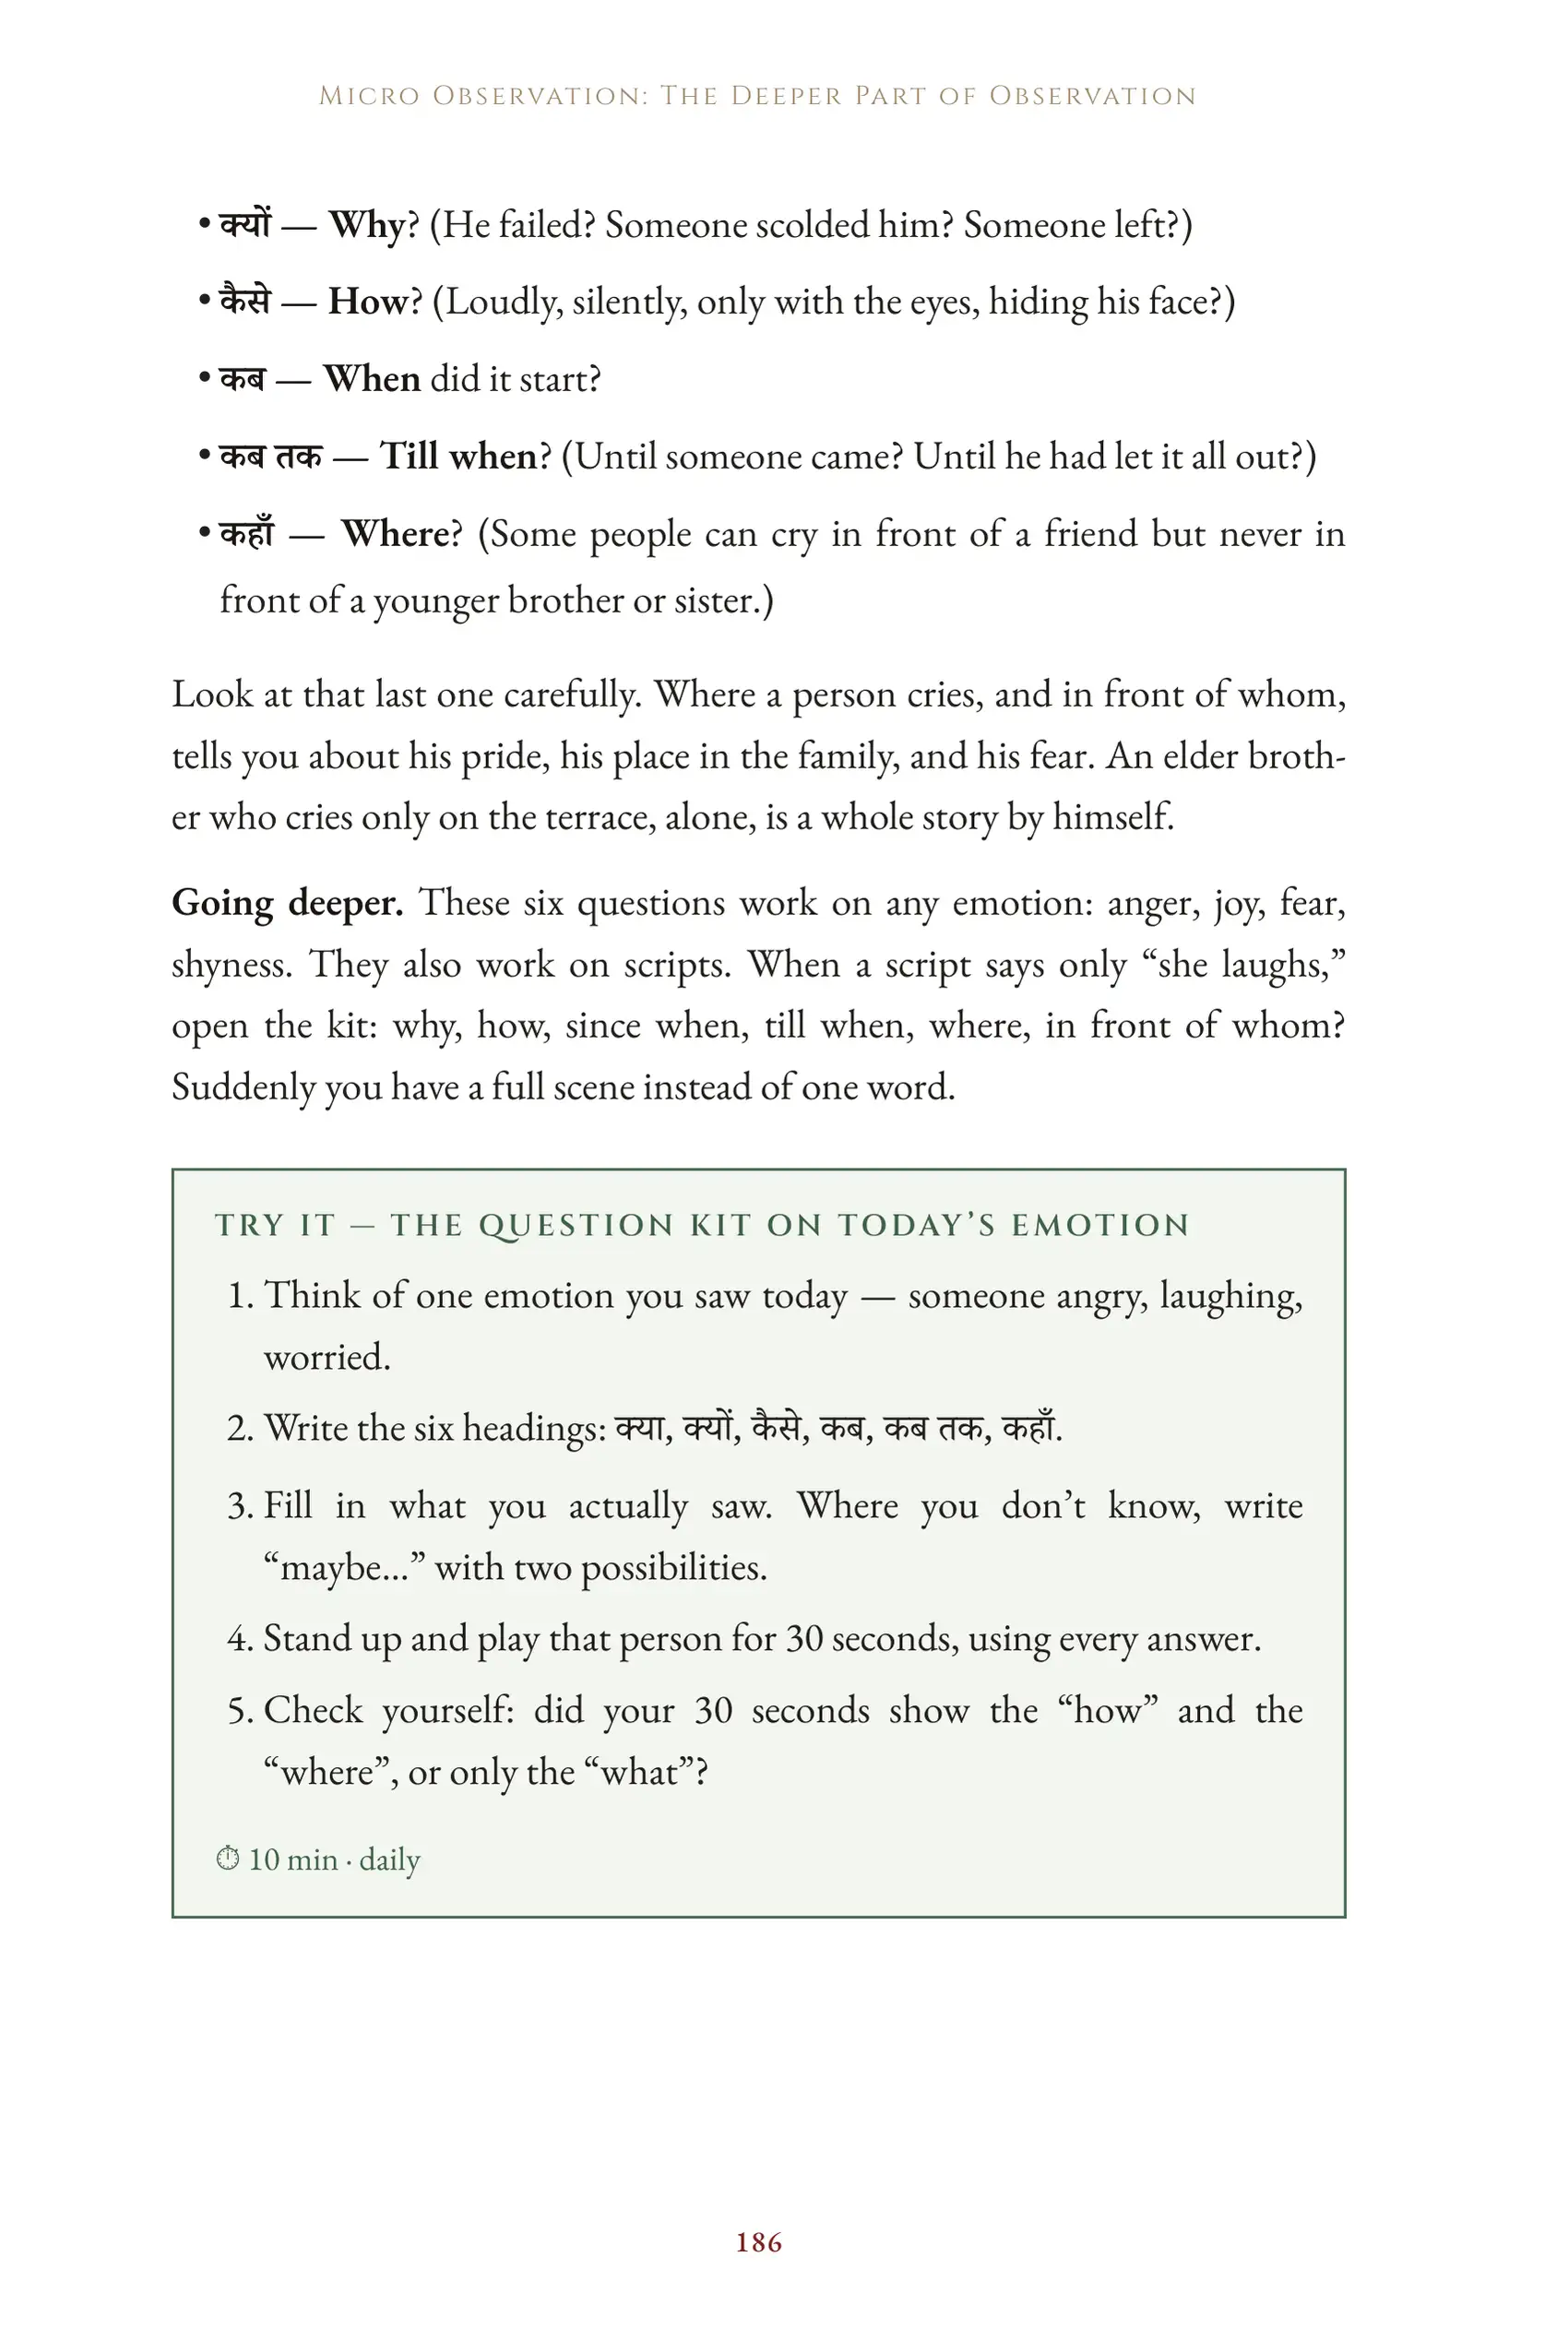 Micro Observation: The Deeper Part of Observation
• क्यों — Why? (He failed? Someone scolded him? Someone left?)
• कैसे — How? (Loudly, silently, only with the eyes, hiding his face?)
• कब — When did it start?
• कब तक — Till when? (Until someone came? Until he had let it all out?)
• कहाँ — Where? (Some people can cry in front of a friend but never in
front of a younger brother or sister.)
Look at that last one carefully. Where a person cries, and in front of whom,
tells you about his pride, his place in the family, and his fear. An elder broth-
er who cries only on the terrace, alone, is a whole story by himself.
Going deeper. These six questions work on any emotion: anger, joy, fear,
shyness. They also work on scripts. When a script says only “she laughs,”
open the kit: why, how, since when, till when, where, in front of whom?
Suddenly you have a full scene instead of one word.
TRY IT — THE QUESTION KIT ON TODAY’S EMOTION
1. Think of one emotion you saw today — someone angry, laughing,
worried.
2. Write the six headings: क्या, क्यों, कैसे, कब, कब तक, कहाँ.
3. Fill in what you actually saw. Where you don’t know, write
“maybe...” with two possibilities.
4. Stand up and play that person for 30 seconds, using every answer.
5. Check yourself: did your 30 seconds show the “how” and the
“where”, or only the “what”?
⏱ 10 min · daily
186